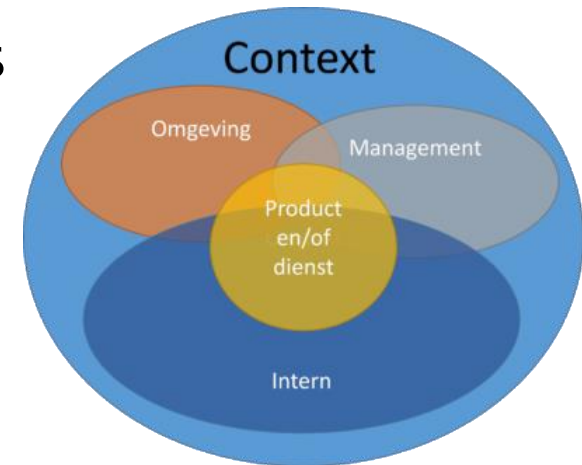 s
Context
Omgeving
Management
Product
en/of
dienst
Intern